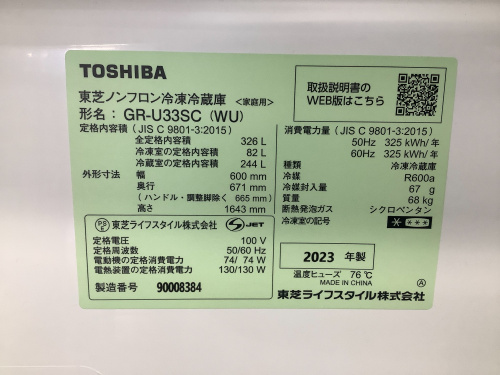 TOSHIBA
東芝ノンフロン冷凍冷蔵庫 <家庭用>
形名: GR-U33SC (WU)
定格内容積 (JIS C 9801-3:2015)
全定格内容積 326 L
冷凍室の定格内容積 82 L
冷蔵室の定格内容積 244 L
外形寸法 幅 600 mm
奥行 671 mm
(ハンドル・調整脚除く 665 mm)
高さ 1643 mm
PS E 東芝ライフスタイル株式会社 S JET
定格電圧 100 V
定格周波数 50/60 Hz
電動機の定格消費電力 74/ 74 W
電熱装置の定格消費電力 130/130 W
製造番号 90008384
取扱説明書の
WEB版はこちら
消費電力量 (JIS C 9801-3:2015)
50Hz 325 kWh/年
60Hz 325 kWh/年
種類 冷凍冷蔵庫
冷媒 R600a
冷媒封入量 67 g
質量 68 kg
断熱発泡ガス シクロペンタン
冷凍室の記号 * ***
2023 年製
温度ヒューズ 76℃
MADE IN CHINA Ⓐ
東芝ライフスタイル株式会社